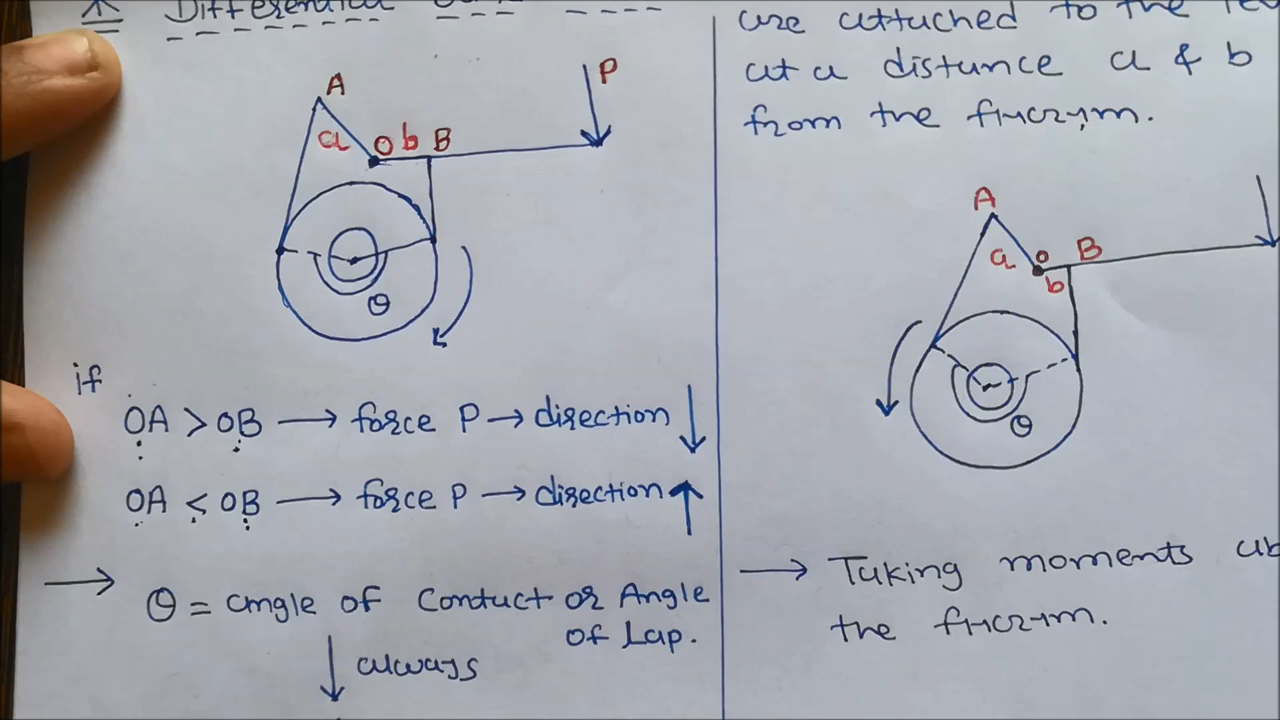 Differential
A
P
a
O
b
B
θ
if
OA > OB → force P → direction ↓
OA < OB → force P → direction ↑
→ θ = angle of Contact or Angle
of Lap.
↓ always
are attached to the
at a distance a & b
from the fulcrum.
A
a
O
B
b
θ
→ Taking moments
the fulcrum.